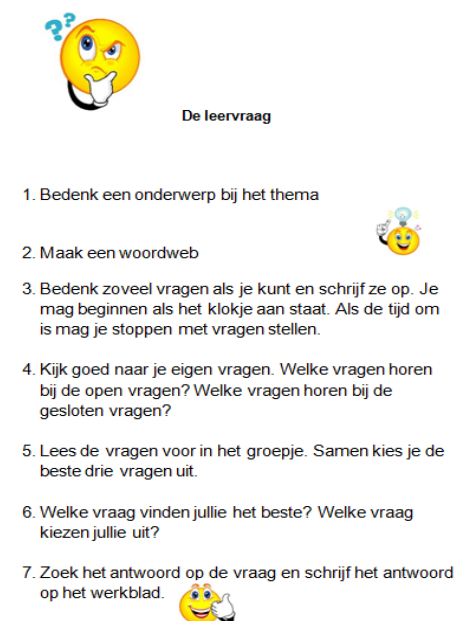 ??
De leervraag
1. Bedenk een onderwerp bij het thema
2. Maak een woordweb
3. Bedenk zoveel vragen als je kunt en schrijf ze op. Je
mag beginnen als het klokje aan staat. Als de tijd om
is mag je stoppen met vragen stellen.
4. Kijk goed naar je eigen vragen. Welke vragen horen
bij de open vragen? Welke vragen horen bij de
gesloten vragen?
5. Lees de vragen voor in het groepje. Samen kies je de
beste drie vragen uit.
6. Welke vraag vinden jullie het beste? Welke vraag
kiezen jullie uit?
7. Zoek het antwoord op de vraag en schrijf het antwoord
op het werkblad.